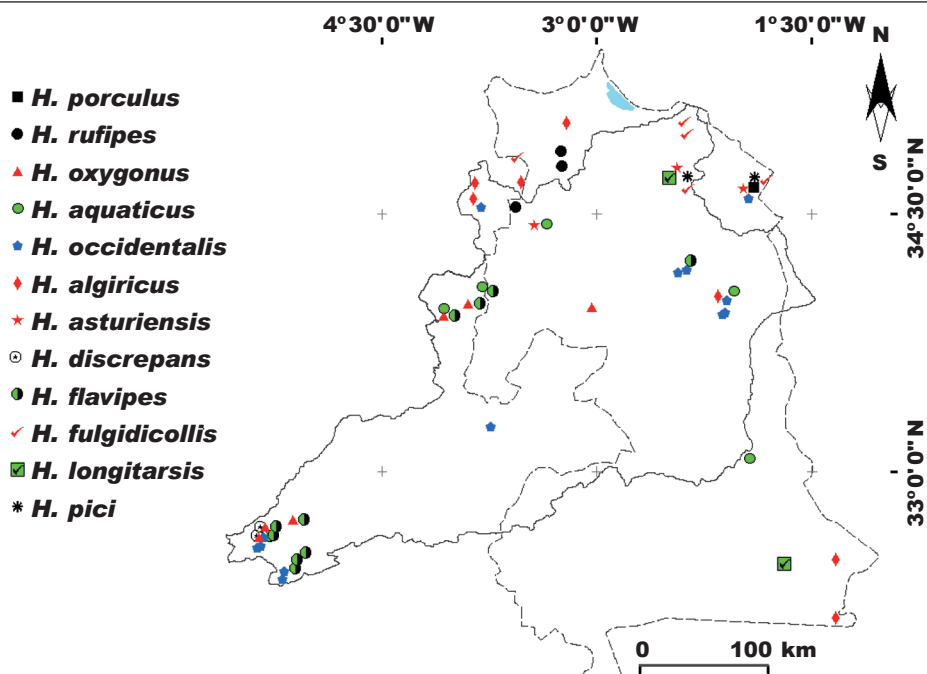 4°30'0"W 3°0'0"W 1°30'0"W
N
S
H. porculus
H. rufipes
H. oxygonus
H. aquaticus
H. occidentalis
H. algiricus
H. asturiensis
H. discrepans
H. flavipes
H. fulgidicollis
H. longitarsis
H. pici
34°30'0"N
33°0'0"N
0 100 km